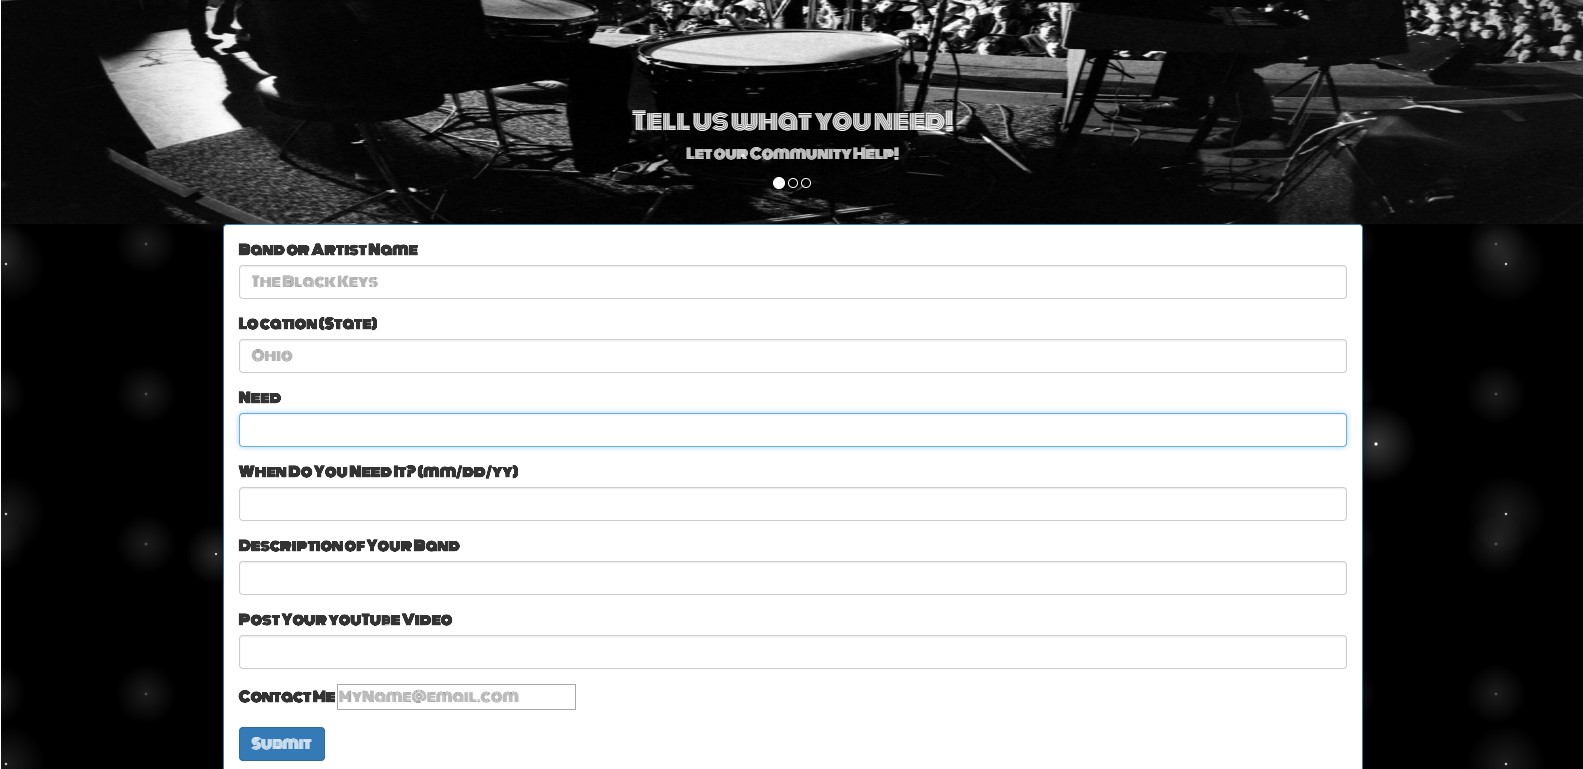 Tell us what you need!
Let our Community Help!
Band or Artist Name
The Black Keys
Location (State)
Ohio
Need
When Do You Need It? (mm/dd/yy)
Description of Your Band
Post Your youTube Video
Contact Me MyName@email.com
Submit